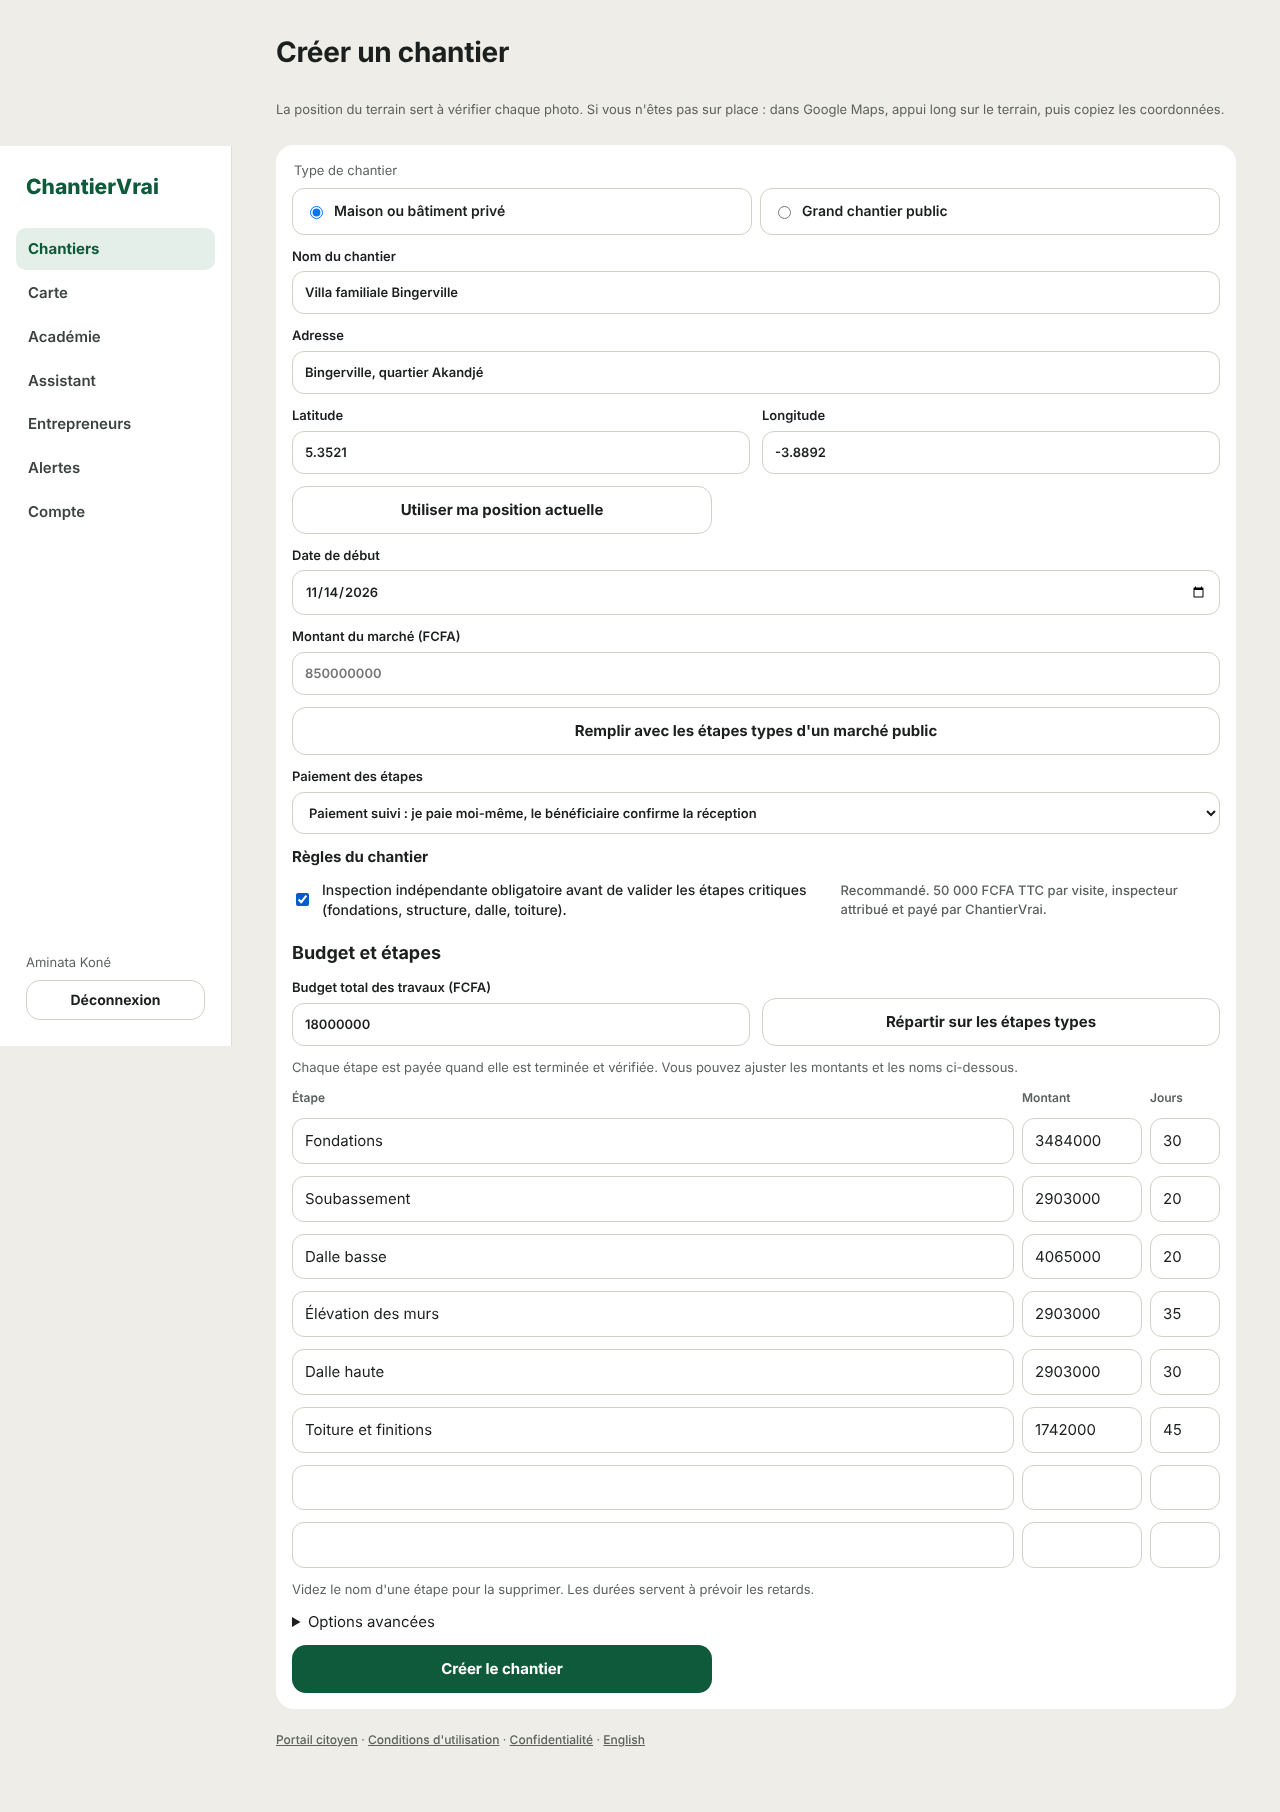 Créer un chantier
La position du terrain sert à vérifier chaque photo. Si vous n'êtes pas sur place : dans Google Maps, appui long sur le terrain, puis copiez les coordonnées.
ChantierVrai
Chantiers
Carte
Académie
Assistant
Entrepreneurs
Alertes
Compte
Aminata Koné
Déconnexion
Type de chantier
Maison ou bâtiment privé
Grand chantier public
Nom du chantier
Villa familiale Bingerville
Adresse
Bingerville, quartier Akandjé
Latitude
Longitude
5.3521
-3.8892
Utiliser ma position actuelle
Date de début
11/14/2026
Montant du marché (FCFA)
850000000
Remplir avec les étapes types d'un marché public
Paiement des étapes
Paiement suivi : je paie moi-même, le bénéficiaire confirme la réception
Règles du chantier
Inspection indépendante obligatoire avant de valider les étapes critiques
(fondations, structure, dalle, toiture).
Recommandé. 50 000 FCFA TTC par visite, inspecteur
attribué et payé par ChantierVrai.
Budget et étapes
Budget total des travaux (FCFA)
18000000
Répartir sur les étapes types
Chaque étape est payée quand elle est terminée et vérifiée. Vous pouvez ajuster les montants et les noms ci-dessous.
Étape Montant Jours
Fondations 3484000 30
Soubassement 2903000 20
Dalle basse 4065000 20
Élévation des murs 2903000 35
Dalle haute 2903000 30
Toiture et finitions 1742000 45
Videz le nom d'une étape pour la supprimer. Les durées servent à prévoir les retards.
Options avancées
Créer le chantier
Portail citoyen · Conditions d'utilisation · Confidentialité · English